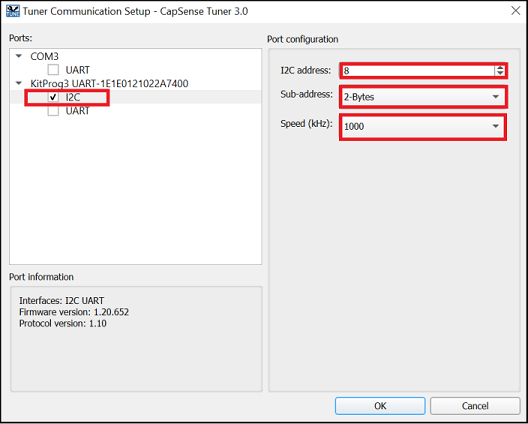 Tuner Communication Setup - CapSense Tuner 3.0
Ports:
COM3
UART
KitProg3 UART-1E1E0121022A7400
I2C
UART
Port information
Interfaces: I2C UART
Firmware version: 1.20.652
Protocol version: 1.10
Port configuration
I2C address: 8
Sub-address: 2-Bytes
Speed (kHz): 1000
OK
Cancel